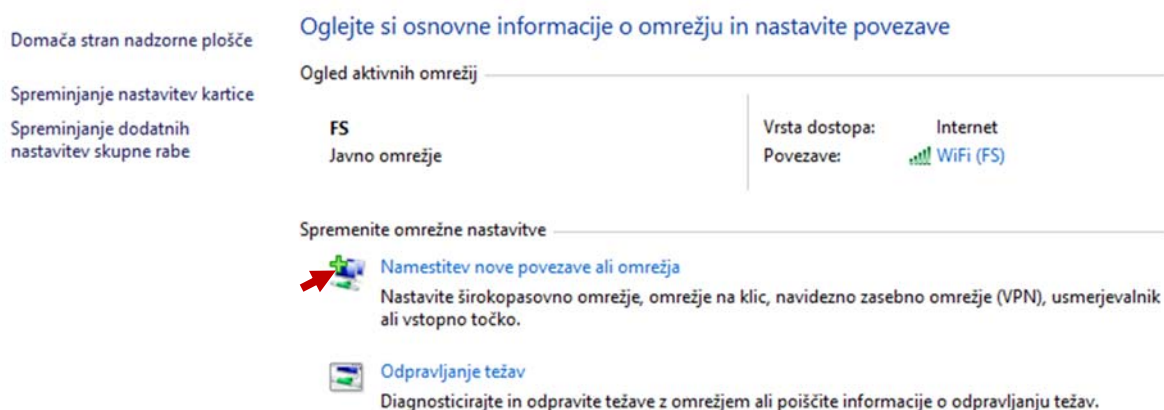 Domača stran nadzorne plošče
Spreminjanje nastavitev kartice
Spreminjanje dodatnih
nastavitev skupne rabe
Oglejte si osnovne informacije o omrežju in nastavite povezave
Ogled aktivnih omrežij
FS
Javno omrežje
Vrsta dostopa: Internet
Povezave: WiFi (FS)
Spremenite omrežne nastavitve
Namestitev nove povezave ali omrežja
Nastavite širokopasovno omrežje, omrežje na klic, navidezno zasebno omrežje (VPN), usmerjevalnik
ali vstopno točko.
Odpravljanje težav
Diagnosticirajte in odpravite težave z omrežjem ali poiščite informacije o odpravljanju težav.